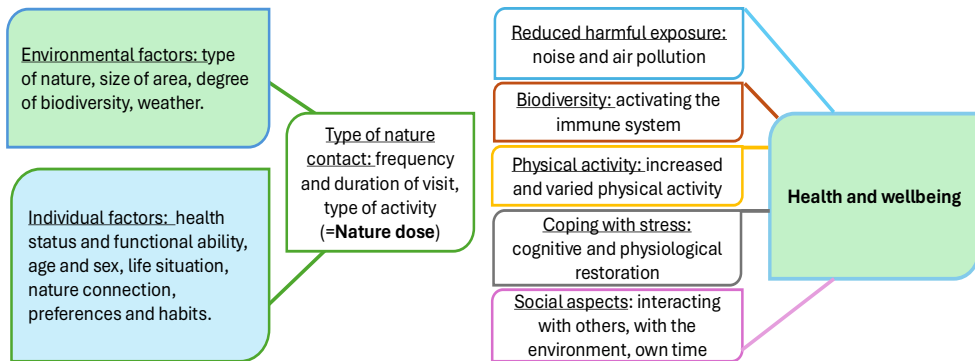 Environmental factors: type
of nature, size of area, degree
of biodiversity, weather.
Individual factors: health
status and functional ability,
age and sex, life situation,
nature connection,
preferences and habits.
Type of nature
contact: frequency
and duration of visit,
type of activity
(=Nature dose)
Reduced harmful exposure:
noise and air pollution
Biodiversity: activating the
immune system
Physical activity: increased
and varied physical activity
Coping with stress:
cognitive and physiological
restoration
Social aspects: interacting
with others, with the
environment, own time
Health and wellbeing